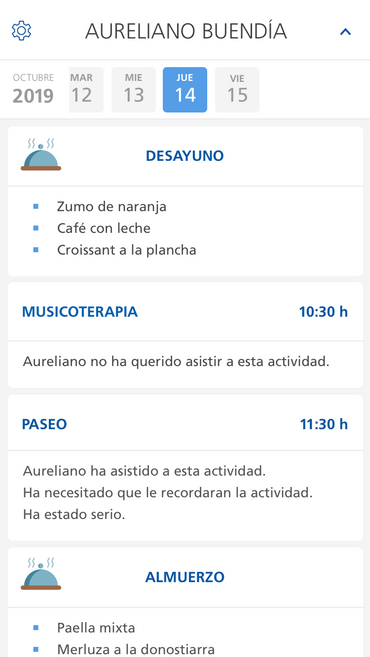 AURELIANO BUENDÍA
OCTUBRE
2019
MAR
12
MIE
13
JUE
14
VIE
15
DESAYUNO
Zumo de naranja
Café con leche
Croissant a la plancha
MUSICOTERAPIA 10:30 h
Aureliano no ha querido asistir a esta actividad.
PASEO 11:30 h
Aureliano ha asistido a esta actividad.
Ha necesitado que le recordaran la actividad.
Ha estado serio.
ALMUERZO
Paella mixta
Merluza a la donostiarra